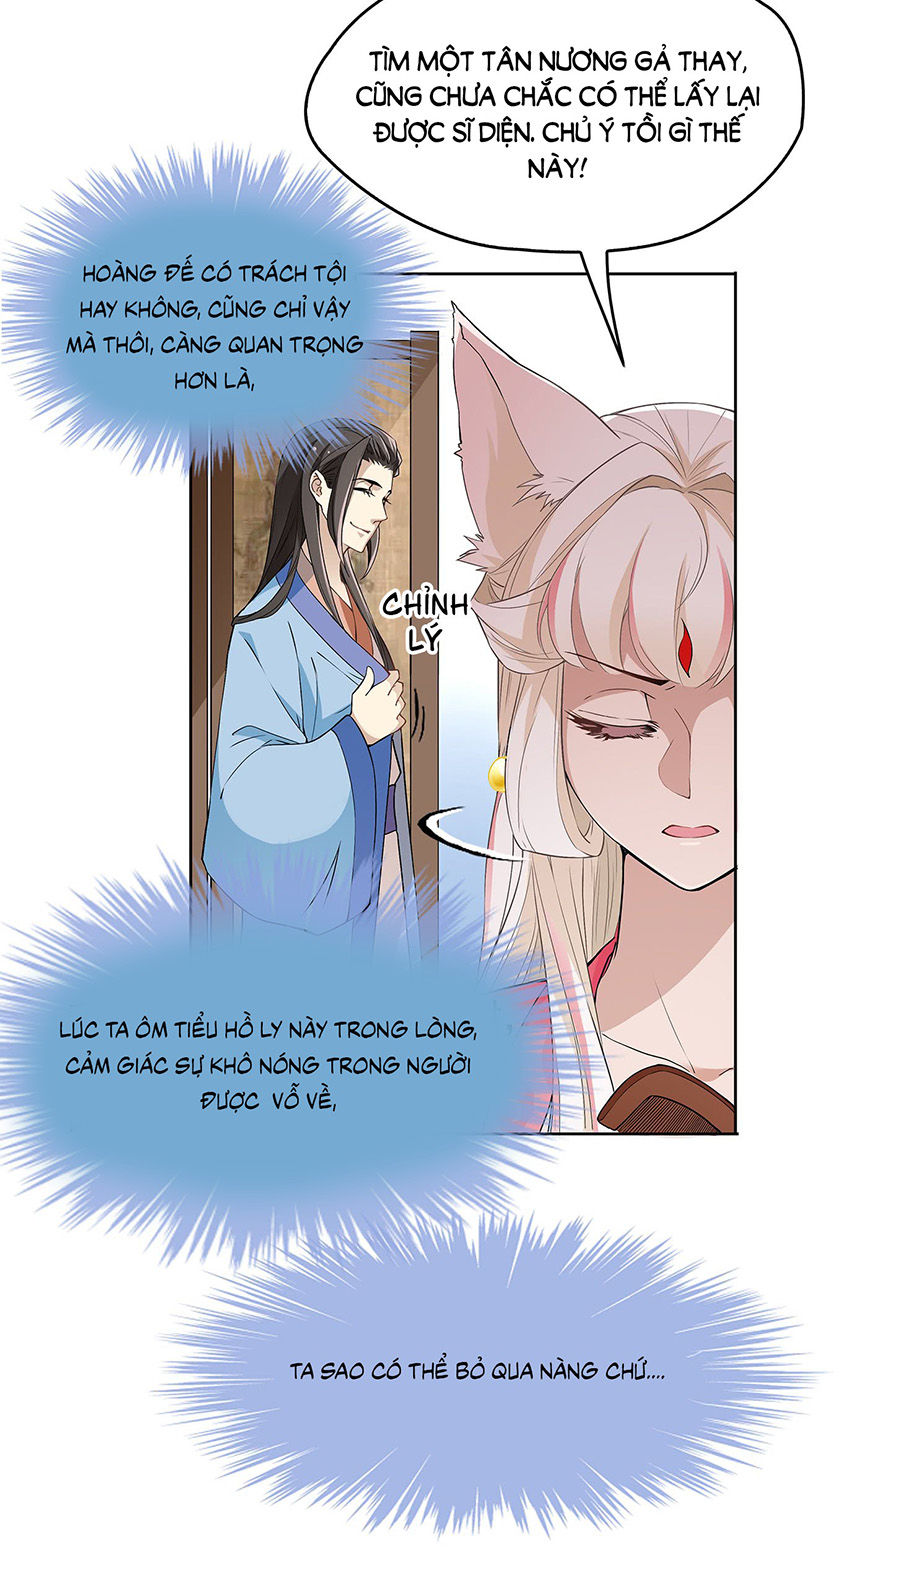 TÌM MỘT TÂN NƯƠNG GẢ THAY,
CŨNG CHƯA CHẮC CÓ THỂ LẤY LẠI
ĐƯỢC SĨ DIỆN. CHỦ Ý TỒI GÌ THẾ
NÀY!
HOÀNG ĐẾ CÓ TRÁCH TỘI
HAY KHÔNG, CŨNG CHỈ VẬY
MÀ THÔI, CÀNG QUAN TRỌNG
HƠN LÀ,
CHỈNH
LÝ
LÚC TA ÔM TIỂU HỒ LY NÀY TRONG LÒNG,
CẢM GIÁC SỰ KHÔ NÓNG TRONG NGƯỜI
ĐƯỢC VỖ VỀ,
TA SAO CÓ THỂ BỎ QUA NÀNG CHỨ....